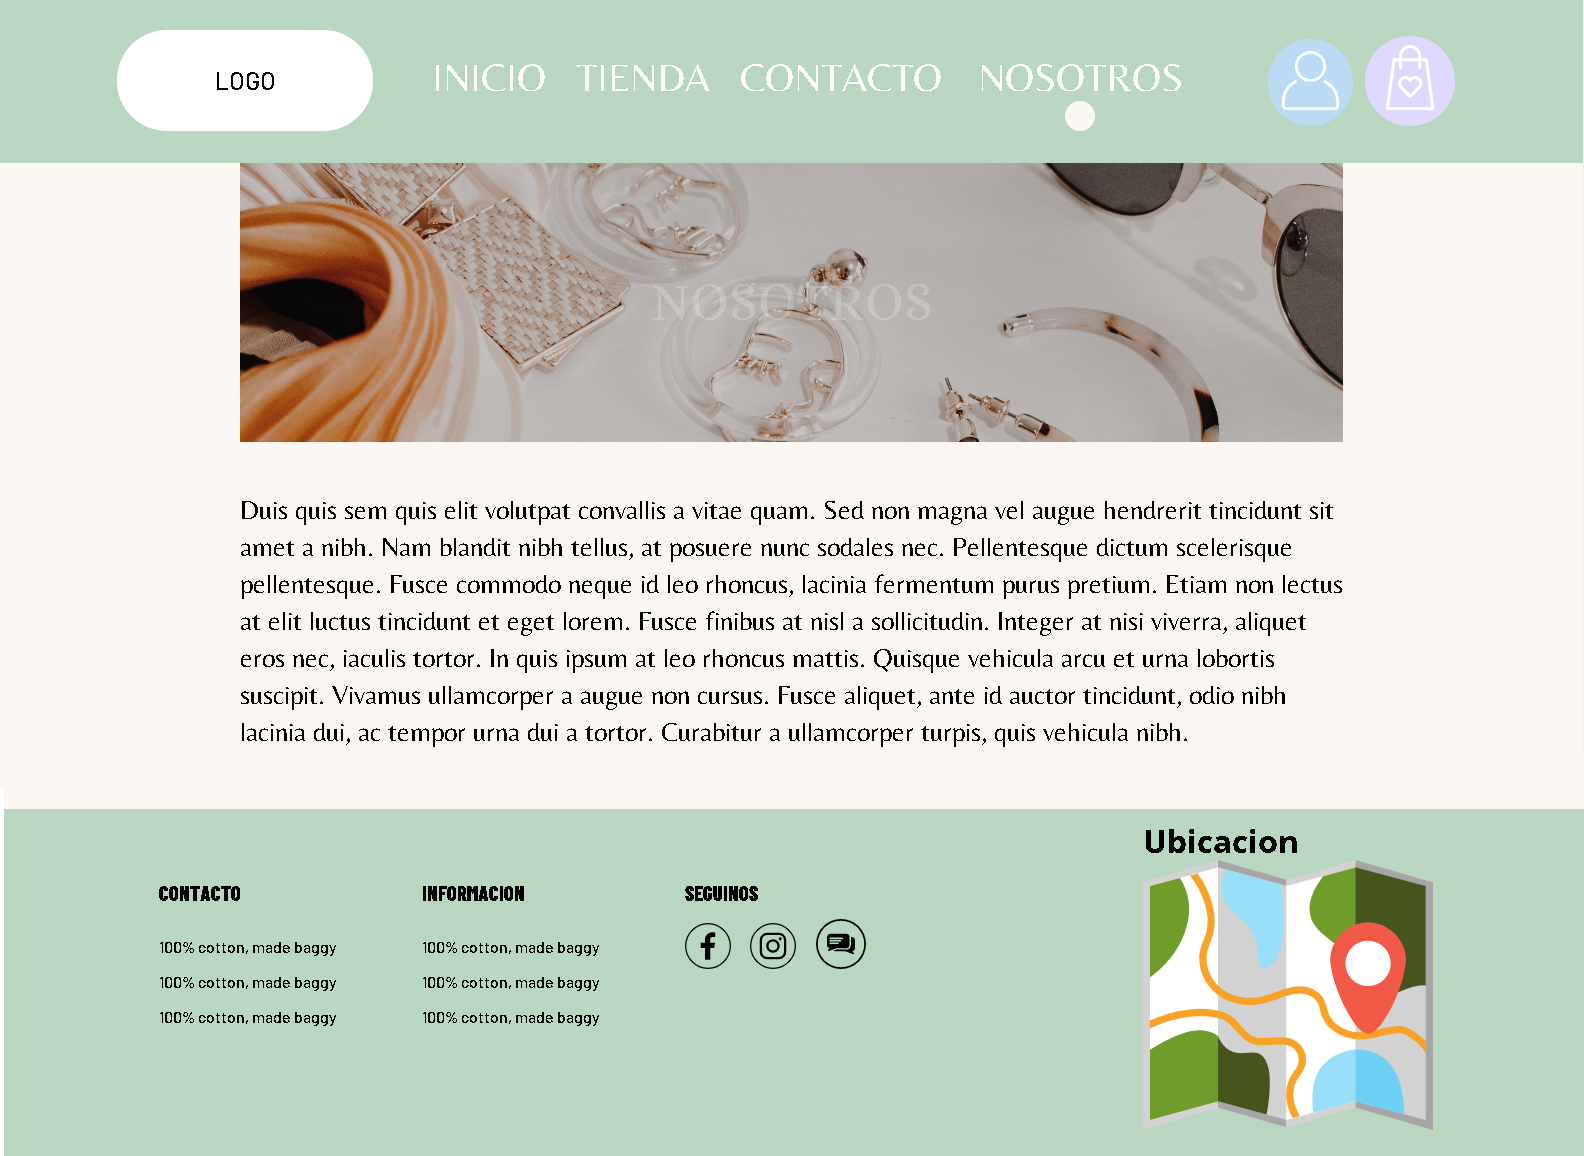 LOGO
INICIO TIENDA CONTACTO NOSOTROS
NOSOTROS
Duis quis sem quis elit volutpat convallis a vitae quam. Sed non magna vel augue hendrerit tincidunt sit
amet a nibh. Nam blandit nibh tellus, at posuere nunc sodales nec. Pellentesque dictum scelerisque
pellentesque. Fusce commodo neque id leo rhoncus, lacinia fermentum purus pretium. Etiam non lectus
at elit luctus tincidunt et eget lorem. Fusce finibus at nisl a sollicitudin. Integer at nisi viverra, aliquet
eros nec, iaculis tortor. In quis ipsum at leo rhoncus mattis. Quisque vehicula arcu et urna lobortis
suscipit. Vivamus ullamcorper a augue non cursus. Fusce aliquet, ante id auctor tincidunt, odio nibh
lacinia dui, ac tempor urna dui a tortor. Curabitur a ullamcorper turpis, quis vehicula nibh.
CONTACTO
100% cotton, made baggy
100% cotton, made baggy
100% cotton, made baggy
INFORMACION
100% cotton, made baggy
100% cotton, made baggy
100% cotton, made baggy
SEGUINOS
Ubicacion